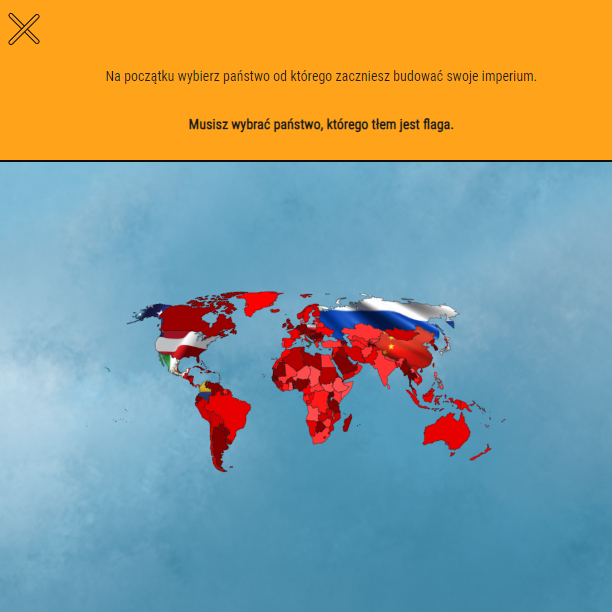 Na początku wybierz państwo od którego zaczniesz budować swoje imperium.
Musisz wybrać państwo, którego tłem jest flaga.